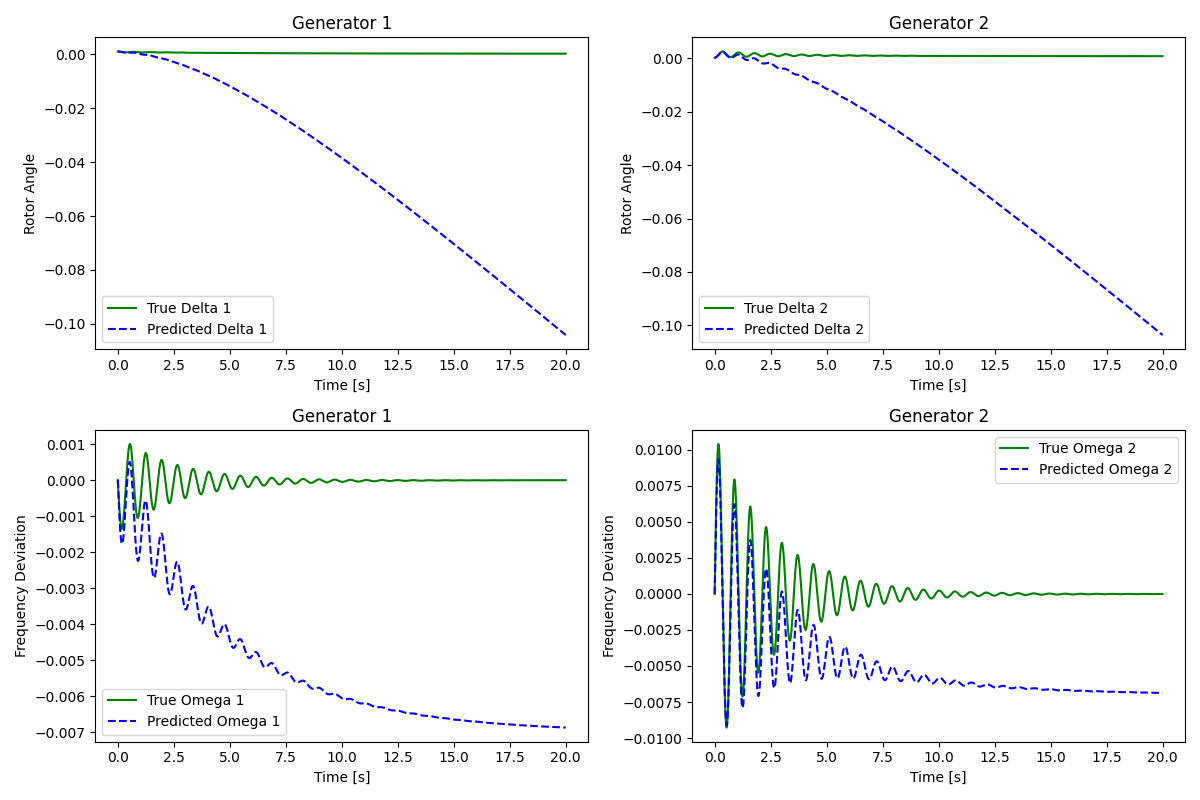 Generator 1
Rotor Angle
0.00
−0.02
−0.04
−0.06
−0.08
−0.10
True Delta 1
Predicted Delta 1
0.0 2.5 5.0 7.5 10.0 12.5 15.0 17.5 20.0
Time [s]
Generator 2
Rotor Angle
0.00
−0.02
−0.04
−0.06
−0.08
−0.10
True Delta 2
Predicted Delta 2
0.0 2.5 5.0 7.5 10.0 12.5 15.0 17.5 20.0
Time [s]
Generator 1
Frequency Deviation
0.001
0.000
−0.001
−0.002
−0.003
−0.004
−0.005
−0.006
−0.007
True Omega 1
Predicted Omega 1
0.0 2.5 5.0 7.5 10.0 12.5 15.0 17.5 20.0
Time [s]
Generator 2
Frequency Deviation
0.0100
0.0075
0.0050
0.0025
0.0000
−0.0025
−0.0050
−0.0075
−0.0100
True Omega 2
Predicted Omega 2
0.0 2.5 5.0 7.5 10.0 12.5 15.0 17.5 20.0
Time [s]